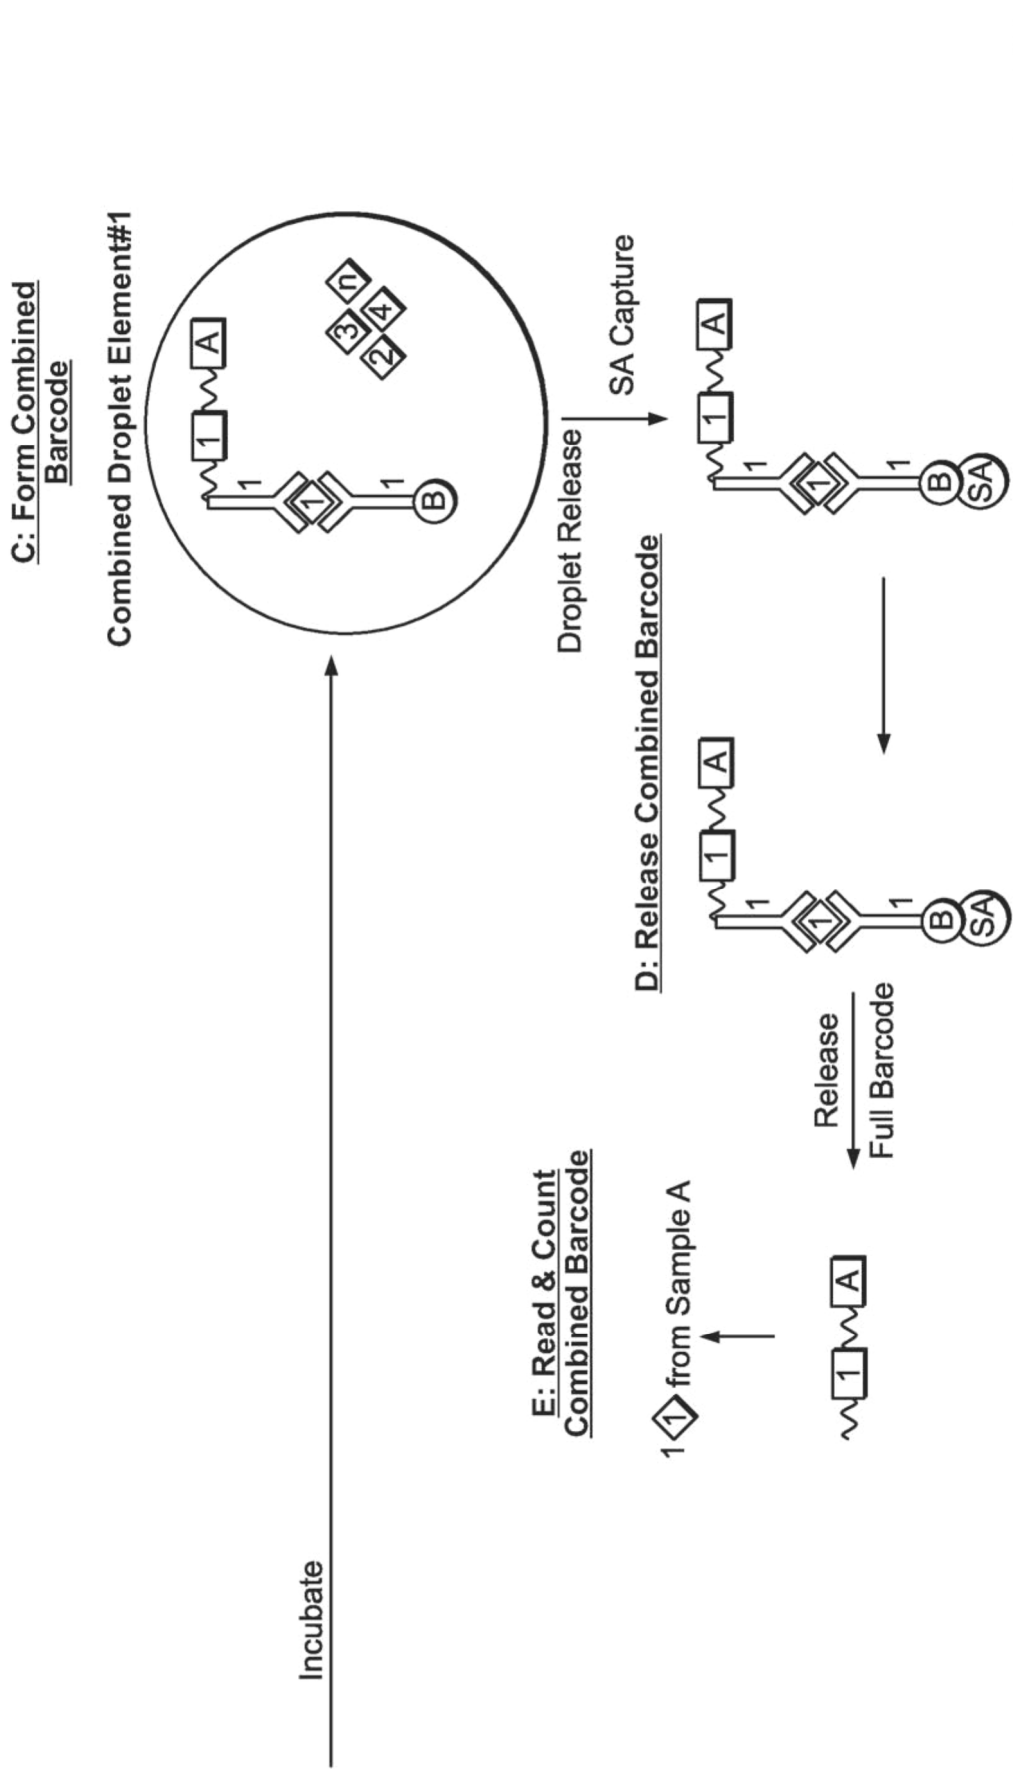 C: Form Combined
Barcode
Combined Droplet Element#1
1
A
1
1
1
B
3
n
2
4
Incubate
Droplet Release
SA Capture
1
A
1
1
1
B
SA
D: Release Combined Barcode
1
A
1
1
1
B
SA
Release
Full Barcode
E: Read & Count
Combined Barcode
1 1 from Sample A
1
A